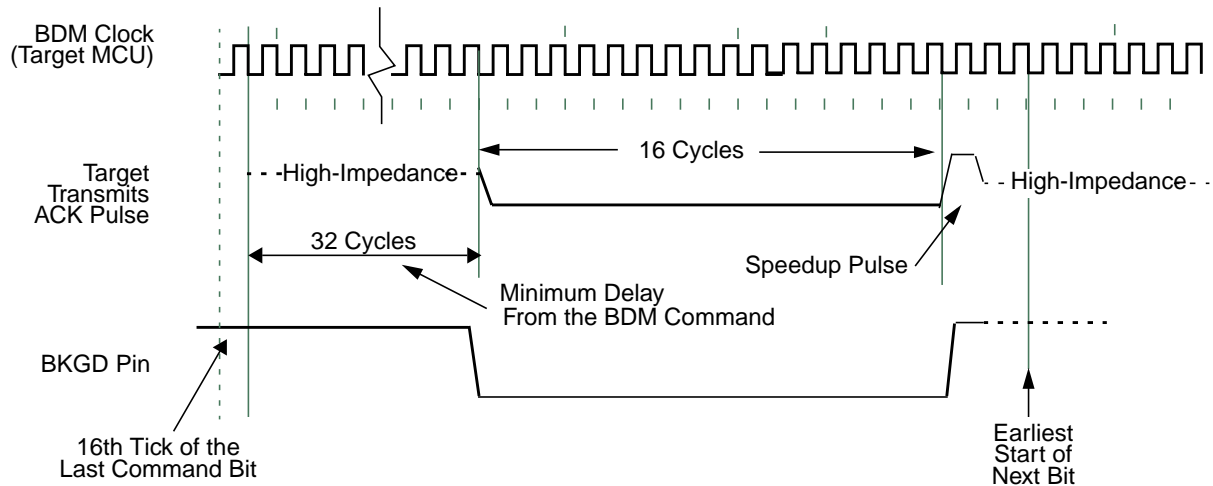 BDM Clock
(Target MCU)
16 Cycles
Target
Transmits
ACK Pulse
High-Impedance
High-Impedance
32 Cycles
Speedup Pulse
Minimum Delay
From the BDM Command
BKGD Pin
16th Tick of the
Last Command Bit
Earliest
Start of
Next Bit